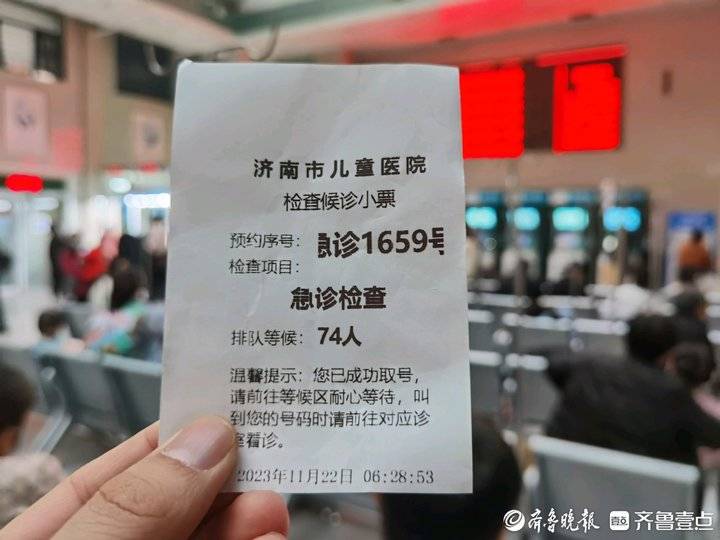 济南市儿童医院
检查候诊小票
预约序号：急诊1659号
检查项目：
急诊检查
排队等候：74人
温馨提示：您已成功取号，
请前往等候区耐心等待，叫
到您的号码时请前往对应诊
室看诊。
2023年11月22日 06:28:53
齐鲁晚报 齐鲁壹点